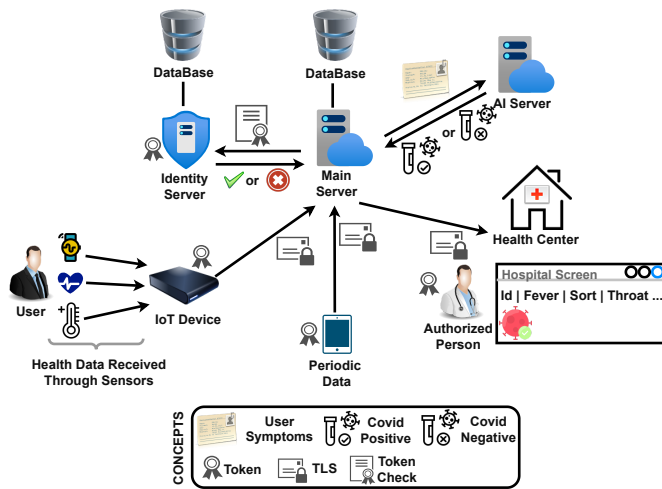 DataBase
DataBase
AI Server
or
Identity
Server
or
Main
Server
Health Center
User
IoT Device
Hospital Screen
Id | Fever | Sort | Throat ...
Authorized
Person
Health Data Received
Through Sensors
Periodic
Data
CONCEPTS
User
Symptoms
Covid
Positive
Covid
Negative
Token
TLS
Token
Check